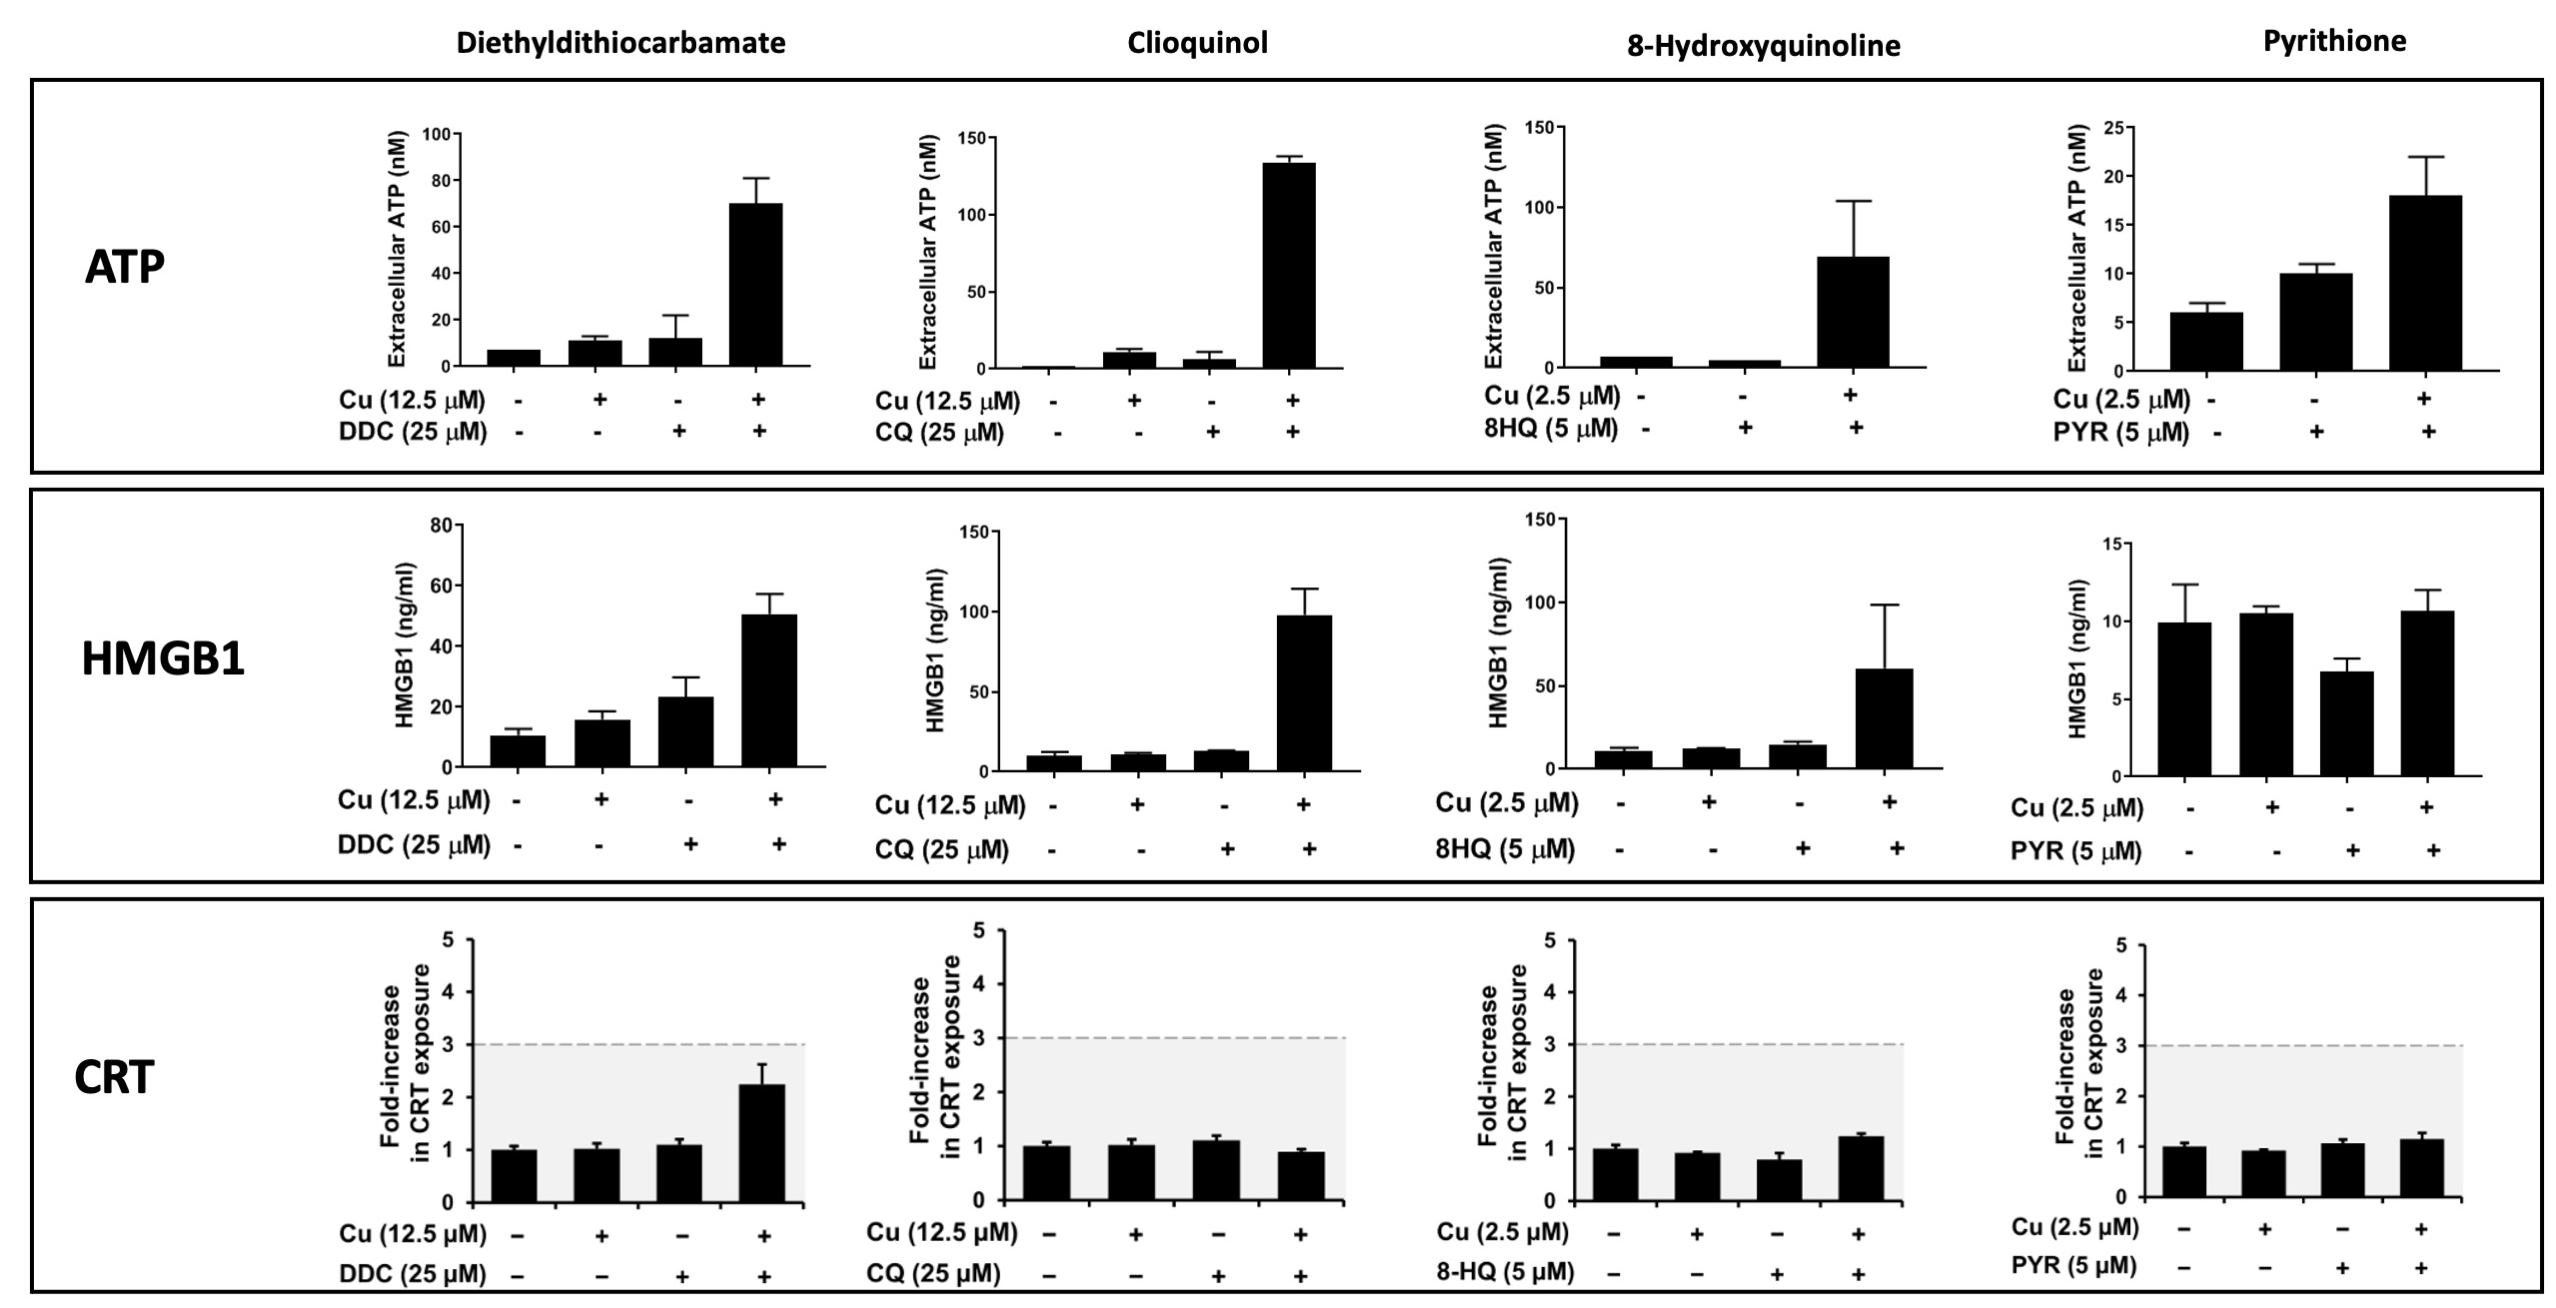 Diethyldithiocarbamate
Clioquinol
8-Hydroxyquinoline
Pyrithione
ATP
Extracellular ATP (nM)
100
80
60
40
20
0
Cu (12.5 μM) - + - +
DDC (25 μM) - - + +
Extracellular ATP (nM)
150
100
50
0
Cu (12.5 μM) - + - +
CQ (25 μM) - - + +
Extracellular ATP (nM)
150
100
50
0
Cu (2.5 μM) - - +
8HQ (5 μM) - + +
Extracellular ATP (nM)
25
20
15
10
5
0
Cu (2.5 μM) - - +
PYR (5 μM) - + +
HMGB1
HMGB1 (ng/ml)
80
60
40
20
0
Cu (12.5 μM) - + - +
DDC (25 μM) - - + +
HMGB1 (ng/ml)
150
100
50
0
Cu (12.5 μM) - + - +
CQ (25 μM) - - + +
HMGB1 (ng/ml)
150
100
50
0
Cu (2.5 μM) - + - +
8HQ (5 μM) - - + +
HMGB1 (ng/ml)
15
10
5
0
Cu (2.5 μM) - + - +
PYR (5 μM) - - + +
CRT
Fold-increase
in CRT exposure
5
4
3
2
1
0
Cu (12.5 μM) – + – +
DDC (25 μM) – – + +
Fold-increase
in CRT exposure
5
4
3
2
1
0
Cu (12.5 μM) – + – +
CQ (25 μM) – – + +
Fold-increase
in CRT exposure
5
4
3
2
1
0
Cu (2.5 μM) – + – +
8-HQ (5 μM) – – + +
Fold-increase
in CRT exposure
5
4
3
2
1
0
Cu (2.5 μM) – + – +
PYR (5 μM) – – + +